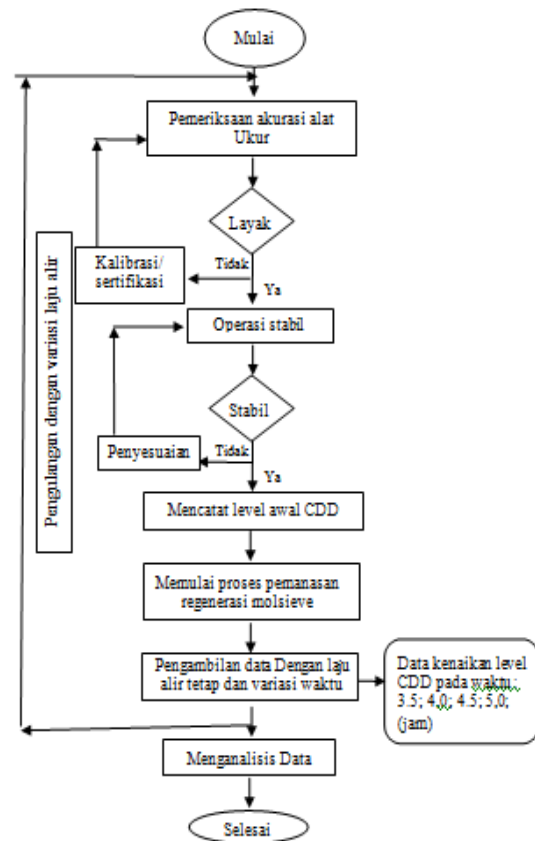 Mulai
Pemeriksaan akurasi alat
Ukur
Layak
Tidak
Kalibrasi/
sertifikasi
Ya
Pengulangan dengan variasi laju alir
Operasi stabil
Stabil
Tidak
Penyesuaian
Ya
Mencatat level awal CDD
Memulai proses pemanasan
regenerasi molsieve
Pengambilan data Dengan laju
alir tetap dan variasi waktu
Data kenaikan level
CDD pada waktu :
3.5; 4,0; 4.5; 5,0;
(jam)
Menganalisis Data
Selesai